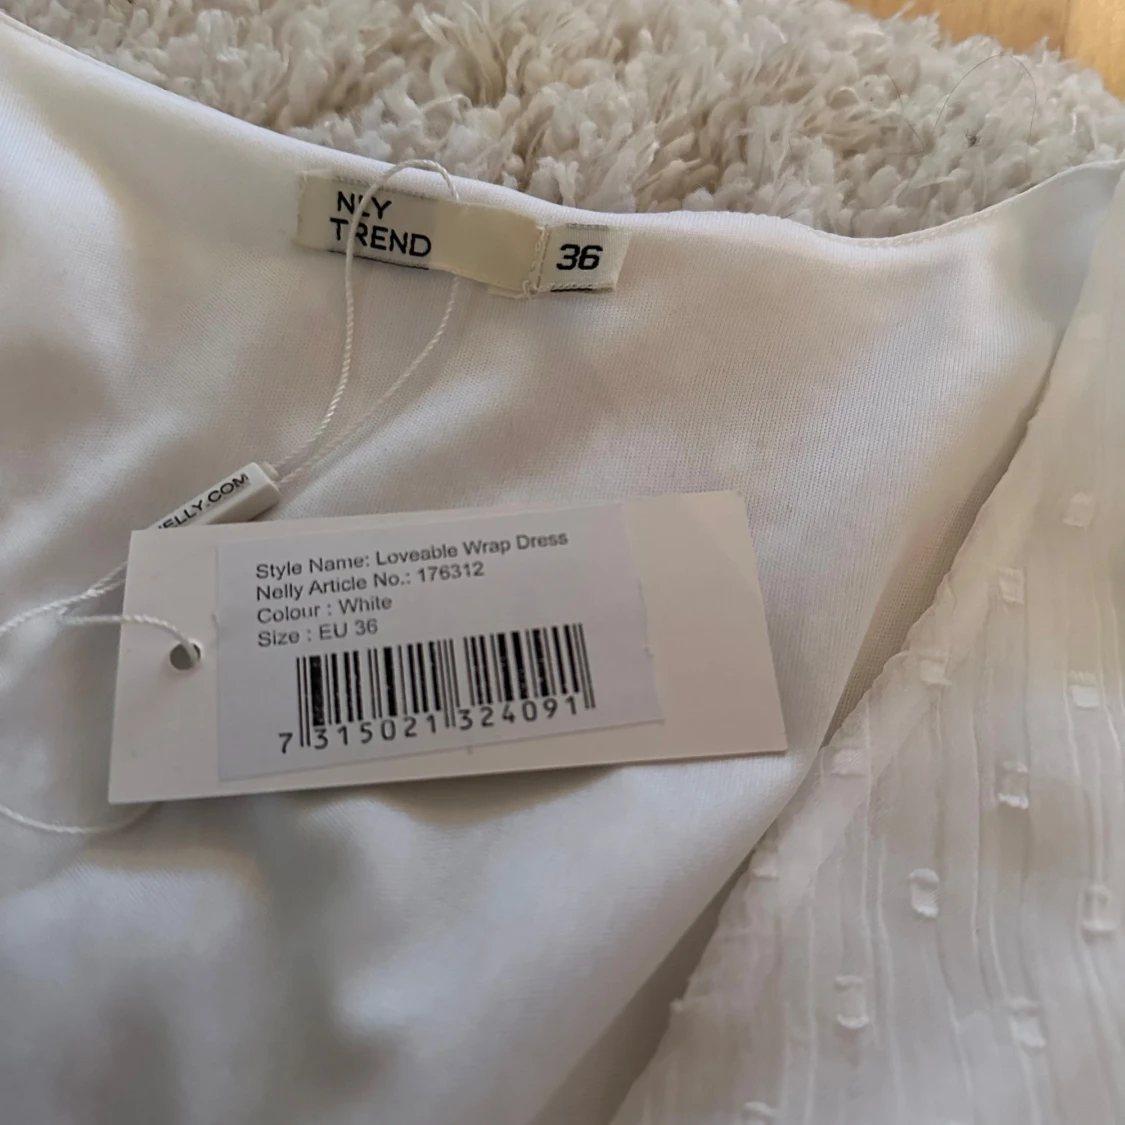 NLY
TREND
36
ELLY.COM
Style Name: Loveable Wrap Dress
Nelly Article No.: 176312
Colour : White
Size : EU 36
7 315021 324091